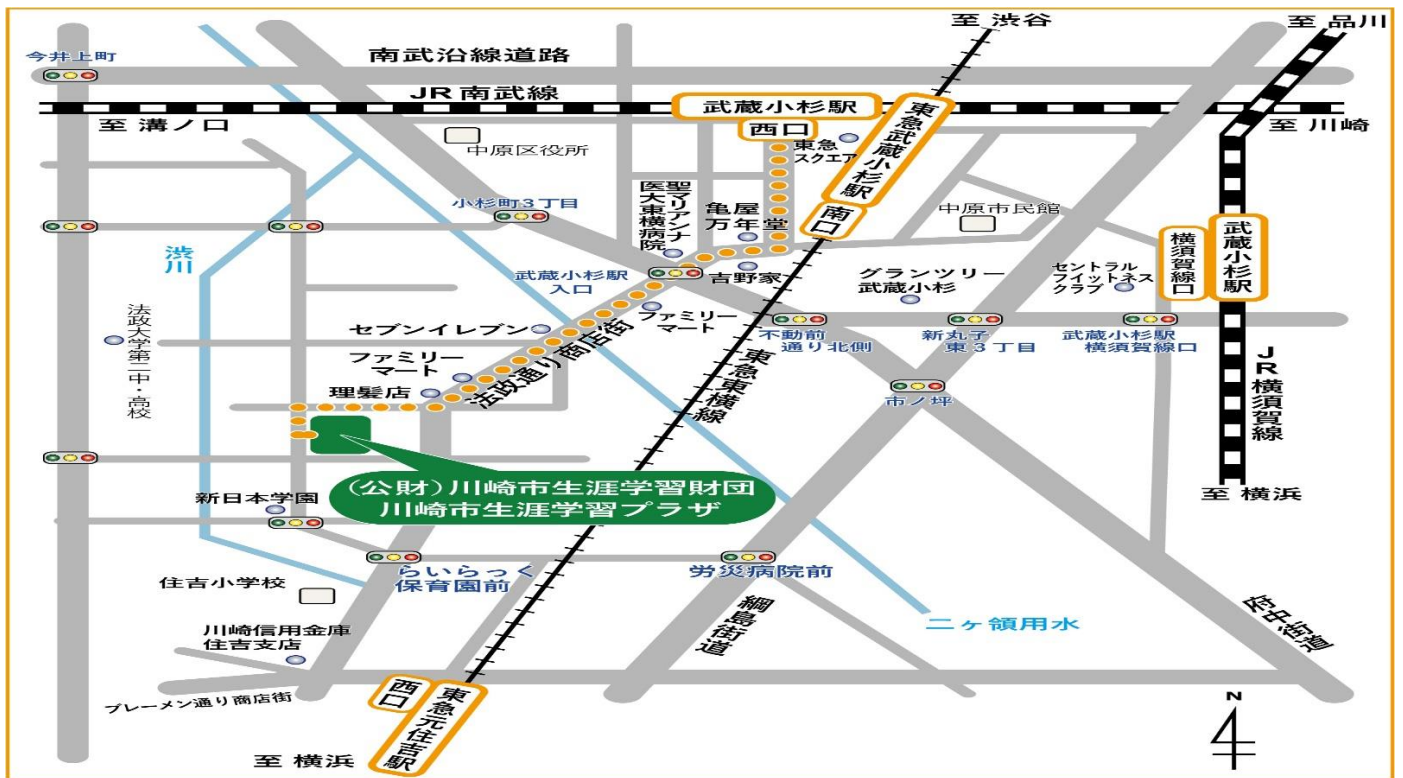 至 渋谷
至 品川
今井上町
南武沿線道路
JR南武線
至 溝ノ口
武蔵小杉駅
西口
東急武蔵小杉駅
南口
至 川崎
中原区役所
東急
スクエア
小杉町3丁目
聖マリアンナ
医大東横病院
亀屋
万年堂
中原市民館
横須賀線口
武蔵小杉駅
渋川
武蔵小杉駅
入口
吉野家
グランツリー
武蔵小杉
セントラル
フィットネス
クラブ
法政大学第二中・高校
セブンイレブン
ファミリー
マート
不動前
通り北側
新丸子
東3丁目
武蔵小杉駅
横須賀線口
ファミリー
マート
法政通り商店街
東急東横線
JR横須賀線
理髪店
市ノ坪
(公財)川崎市生涯学習財団
川崎市生涯学習プラザ
至 横浜
新日本学園
らいらっく
保育園前
労災病院前
住吉小学校
綱島街道
二ヶ領用水
府中街道
川崎信用金庫
住吉支店
ブレーメン通り商店街
西口
東急元住吉駅
至 横浜
N